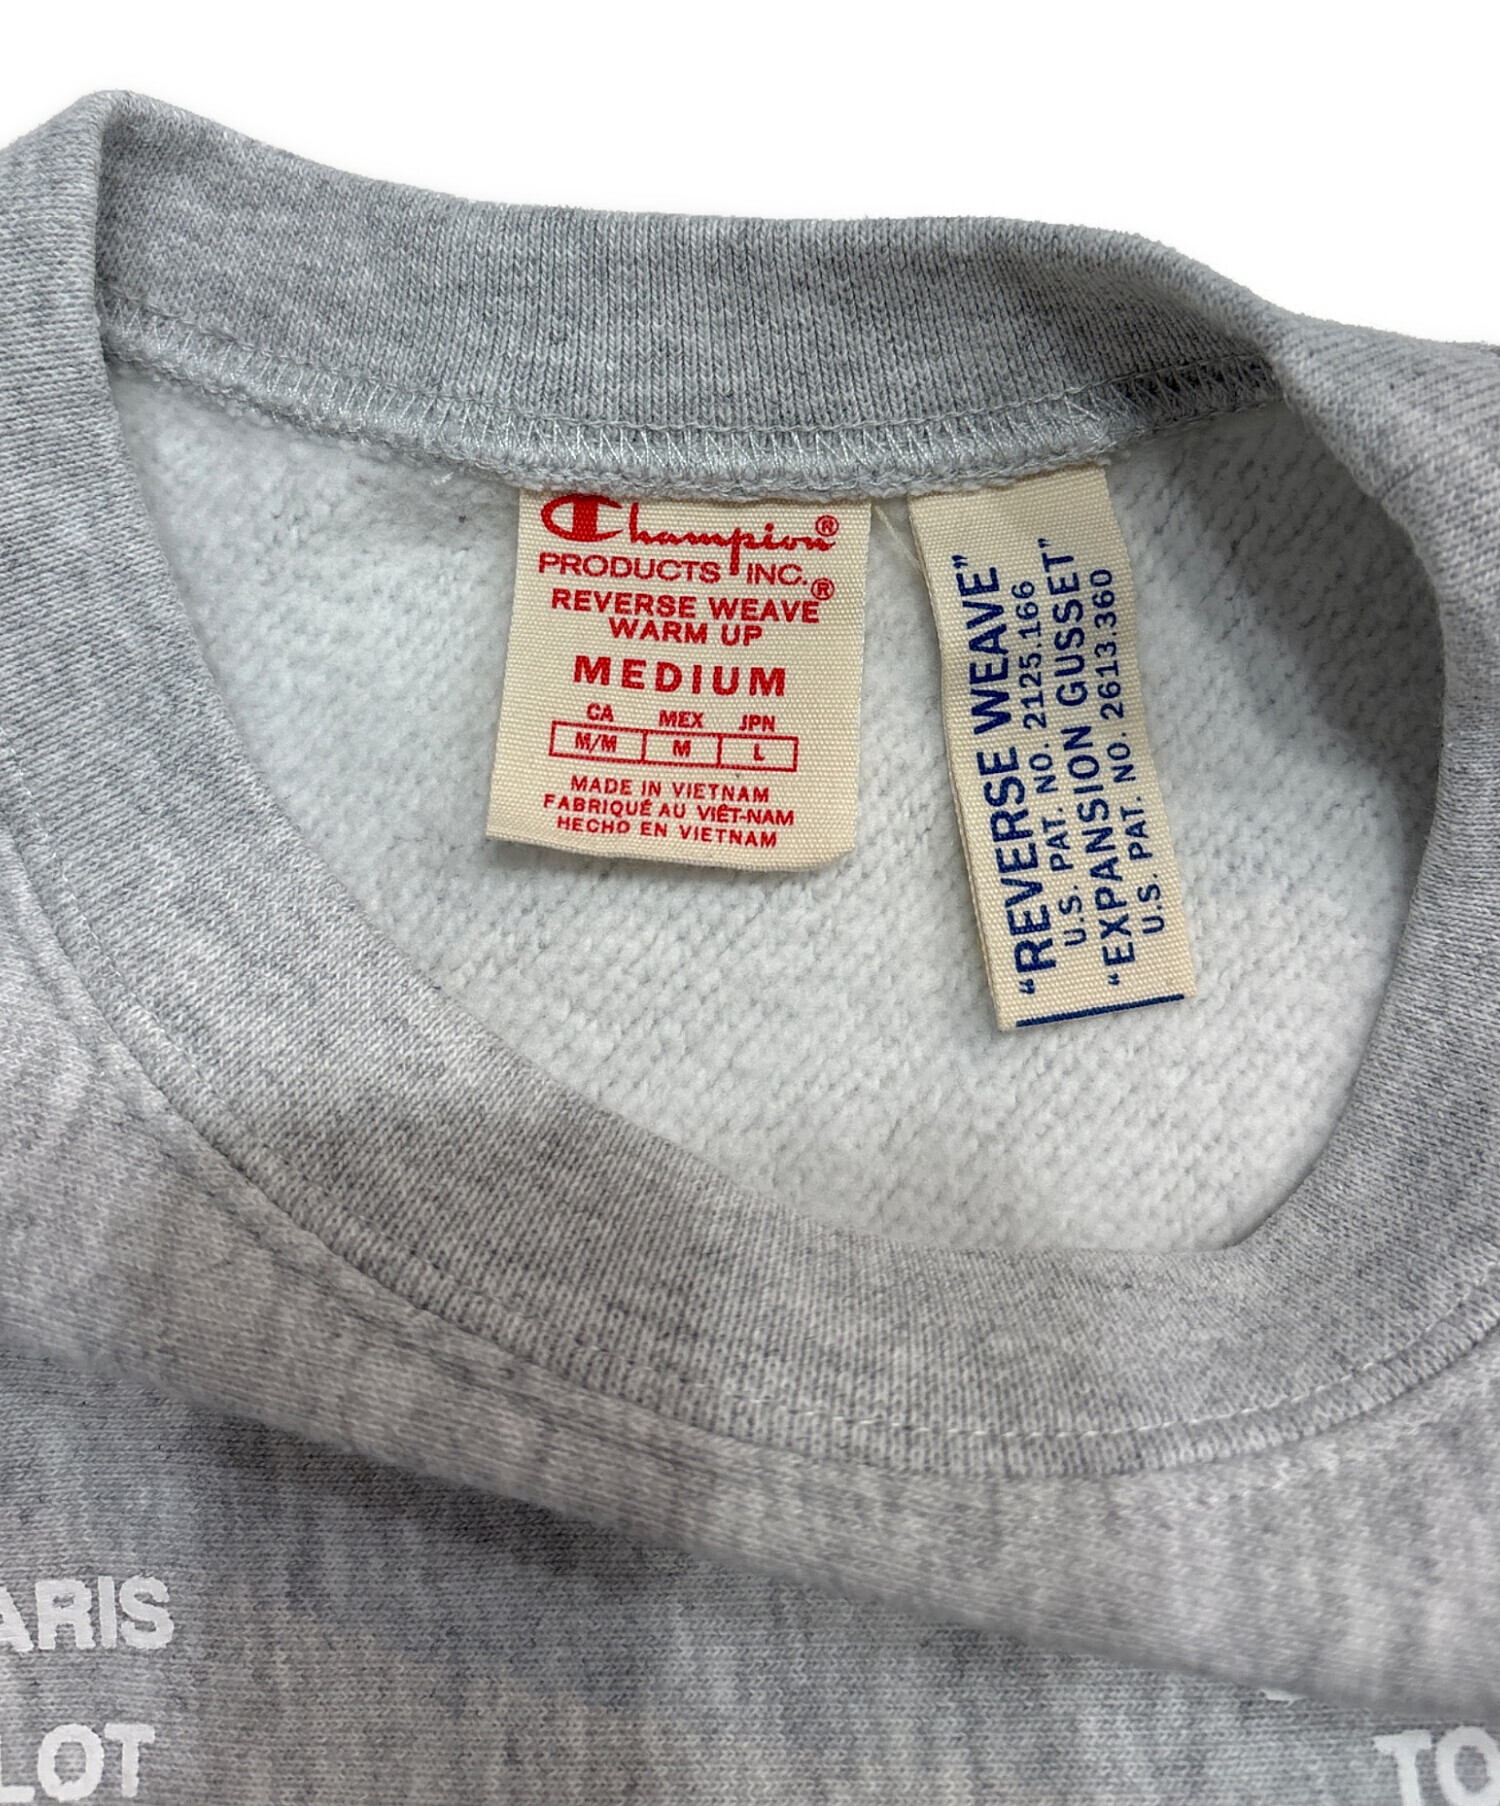 Champion®
PRODUCTS INC.
REVERSE WEAVE®
WARM UP
MEDIUM
CA MEX JPN
M/M M L
MADE IN VIETNAM
FABRIQUÉ AU VIÊT-NAM
HECHO EN VIETNAM
“REVERSE WEAVE”
U.S. PAT. NO. 2125.166
“EXPANSION GUSSET”
U.S. PAT. NO. 2613.360
ARIS
LOT
TO